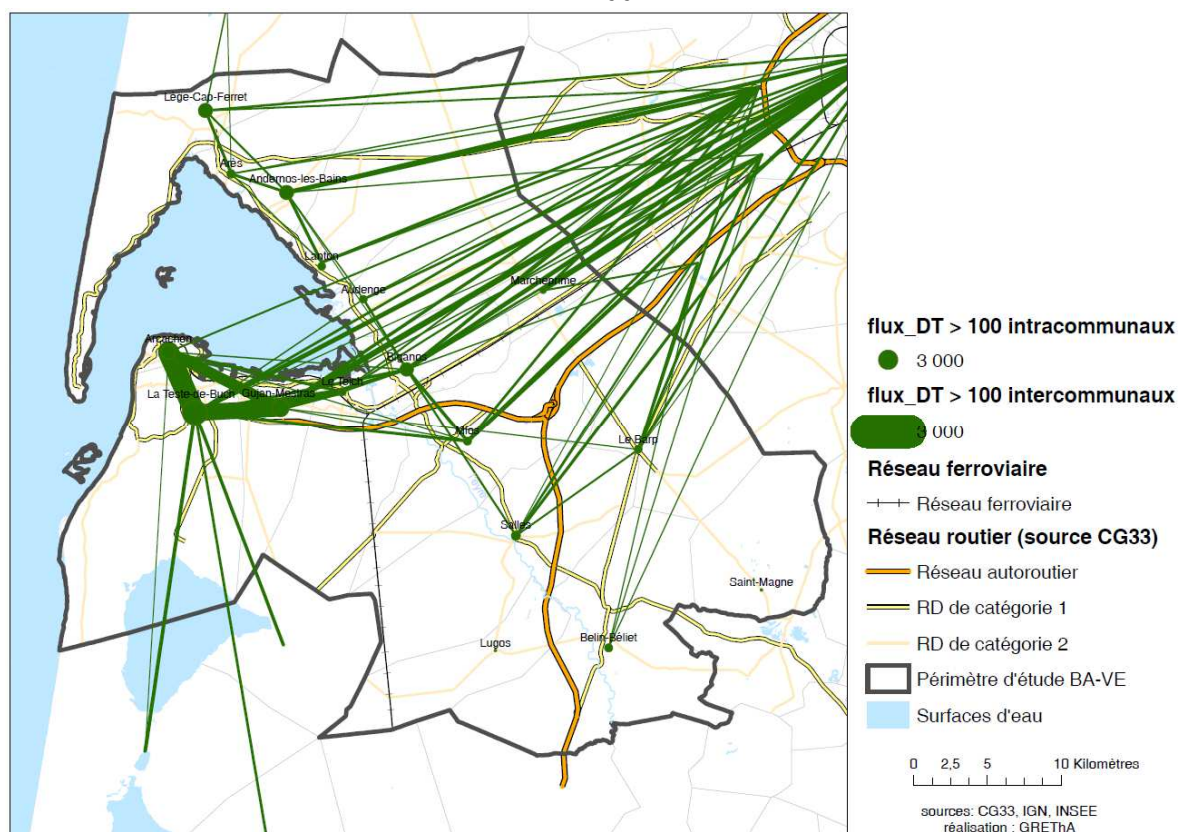 Lège-Cap-Ferret
Arès
Andernos-les-Bains
Lanton
Audenge
Marcheprime
Arcachon
Biganos
Le Teich
La Teste-de-Buch
Gujan-Mestras
Mios
Le Barp
Leyre
Salles
Saint-Magne
Lugos
Belin-Béliet
flux_DT > 100 intracommunaux
3 000
flux_DT > 100 intercommunaux
3 000
Réseau ferroviaire
Réseau ferroviaire
Réseau routier (source CG33)
Réseau autoroutier
RD de catégorie 1
RD de catégorie 2
Périmètre d'étude BA-VE
Surfaces d'eau
0 2,5 5 10 Kilomètres
sources: CG33, IGN, INSEE
réalisation : GREThA